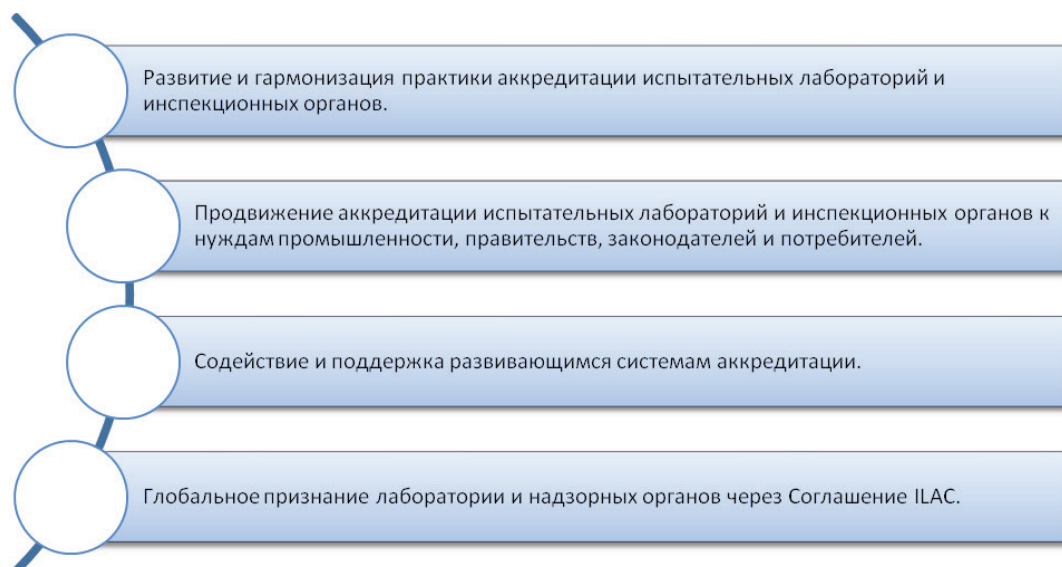 Развитие и гармонизация практики аккредитации испытательных лабораторий и
инспекционных органов.
Продвижение аккредитации испытательных лабораторий и инспекционных органов к
нуждам промышленности, правительств, законодателей и потребителей.
Содействие и поддержка развивающимся системам аккредитации.
Глобальное признание лаборатории и надзорных органов через Соглашение ILAC.